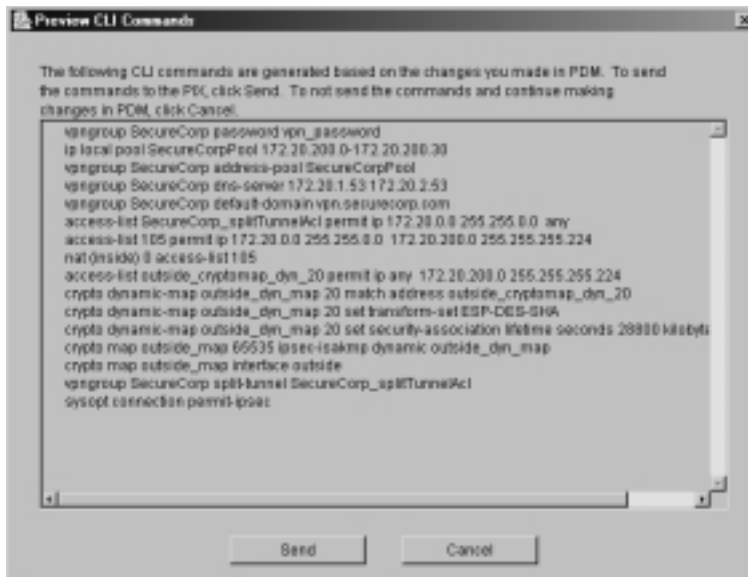 Preview CLI Commands
The following CLI commands are generated based on the changes you made in PDM. To send
the commands to the PIX, click Send. To not send the commands and continue making
changes in PDM, click Cancel.
vpngroup SecureCorp password vpn_password
ip local pool SecureCorpPool 172.20.200.0-172.20.200.30
vpngroup SecureCorp address-pool SecureCorpPool
vpngroup SecureCorp dns-server 172.20.1.53 172.20.2.53
vpngroup SecureCorp default-domain vpn.securecorp.com
access-list SecureCorp_splitTunnelAcl permit ip 172.20.0.0 255.255.0.0 any
access-list 105 permit ip 172.20.0.0 255.255.0.0 172.20.200.0 255.255.255.224
nat (inside) 0 access-list 105
access-list outside_cryptomap_dyn_20 permit ip any 172.20.200.0 255.255.255.224
crypto dynamic-map outside_dyn_map 20 match address outside_cryptomap_dyn_20
crypto dynamic-map outside_dyn_map 20 set transform-set ESP-DES-SHA
crypto dynamic-map outside_dyn_map 20 set security-association lifetime seconds 28800 kilobyte
crypto map outside_map 65535 ipsec-isakmp dynamic outside_dyn_map
crypto map outside_map interface outside
vpngroup SecureCorp split-tunnel SecureCorp_splitTunnelAcl
sysopt connection permit-ipsec
Send
Cancel